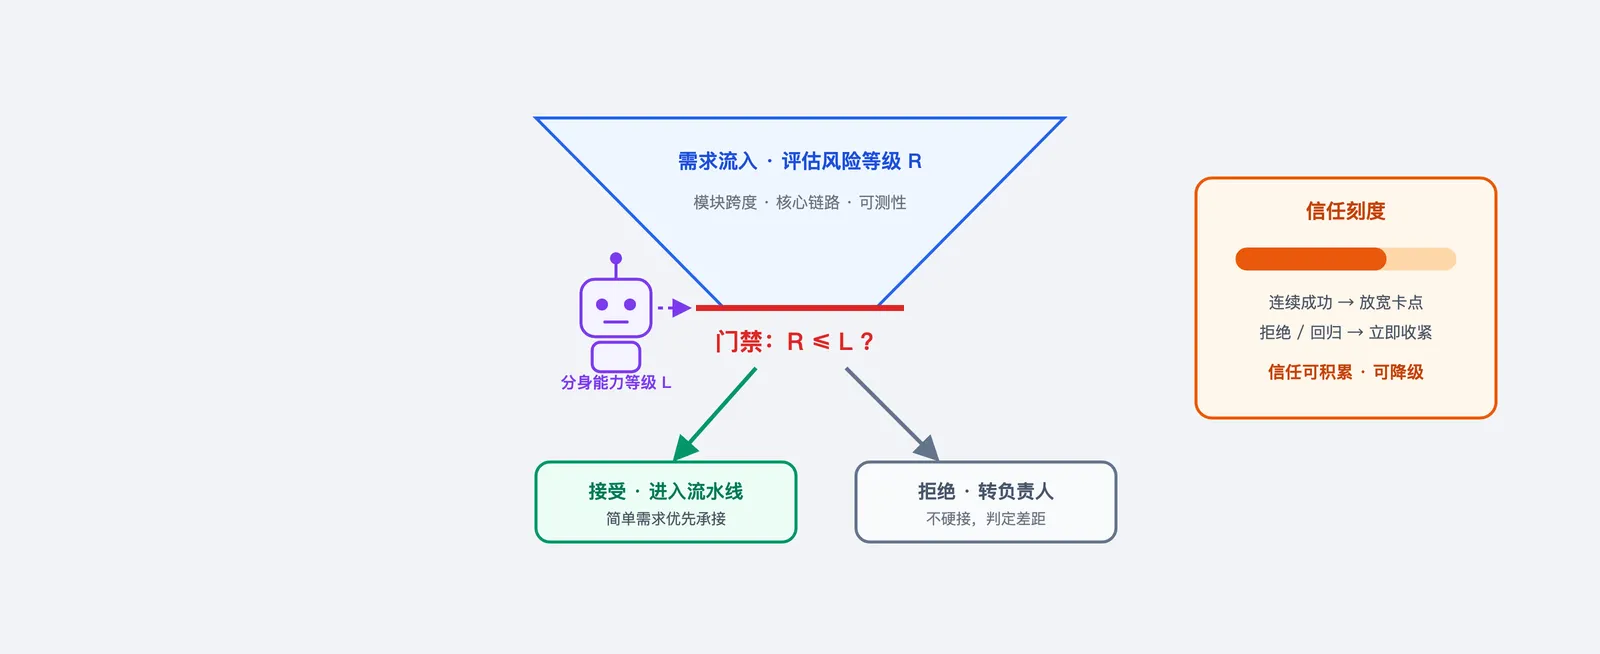 需求流入 · 评估风险等级 R
模块跨度 · 核心链路 · 可测性
分身能力等级 L
门禁：R ≤ L ?
接受 · 进入流水线
简单需求优先承接
拒绝 · 转负责人
不硬接，判定差距
信任刻度
连续成功 → 放宽卡点
拒绝 / 回归 → 立即收紧
信任可积累 · 可降级